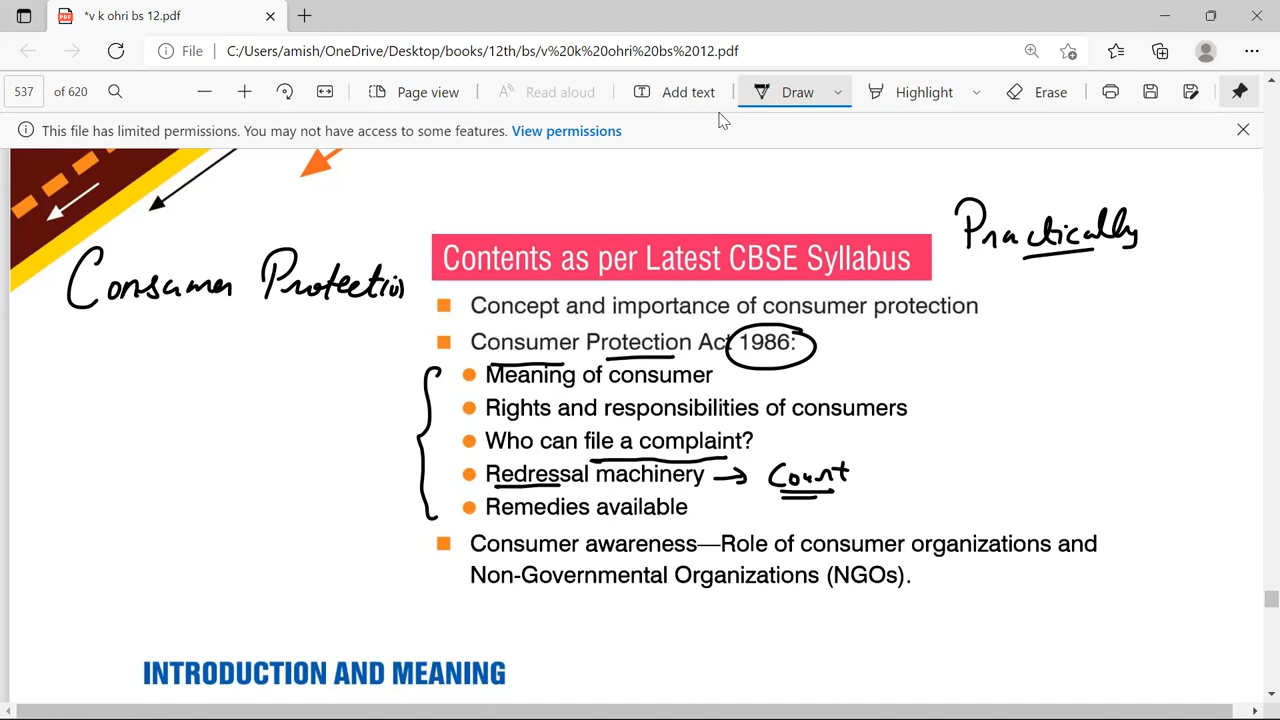 *v k ohri bs 12.pdf
File C:/Users/amish/OneDrive/Desktop/books/12th/bs/v%20k%20ohri%20bs%2012.pdf
537 of 620 Page view Read aloud Add text Draw Highlight Erase
This file has limited permissions. You may not have access to some features. View permissions
Practically
Contents as per Latest CBSE Syllabus
Consumer Protection
Concept and importance of consumer protection
Consumer Protection Act 1986:
Meaning of consumer
Rights and responsibilities of consumers
Who can file a complaint?
Redressal machinery → Court
Remedies available
Consumer awareness—Role of consumer organizations and
Non-Governmental Organizations (NGOs).
INTRODUCTION AND MEANING